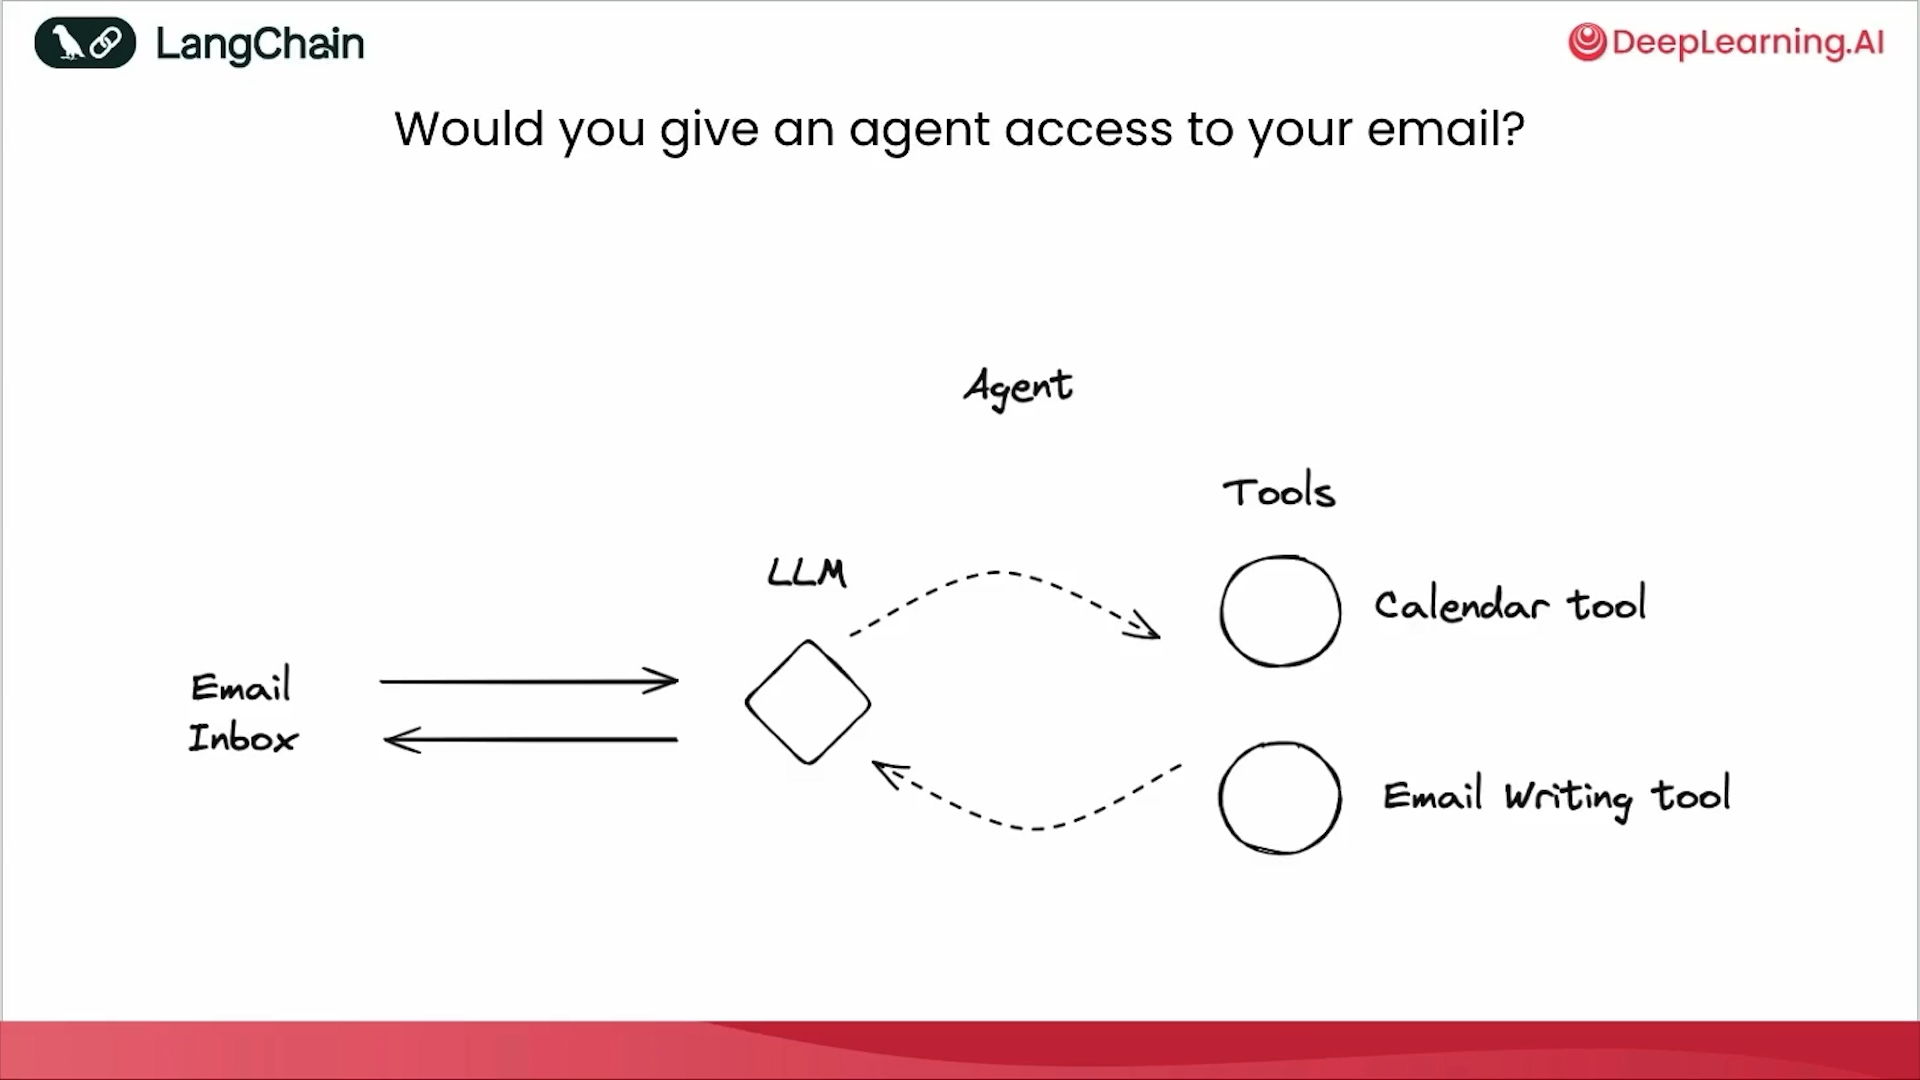 LangChain
DeepLearning.AI
Would you give an agent access to your email?
Agent
Tools
LLM
Calendar tool
Email
Inbox
Email Writing tool